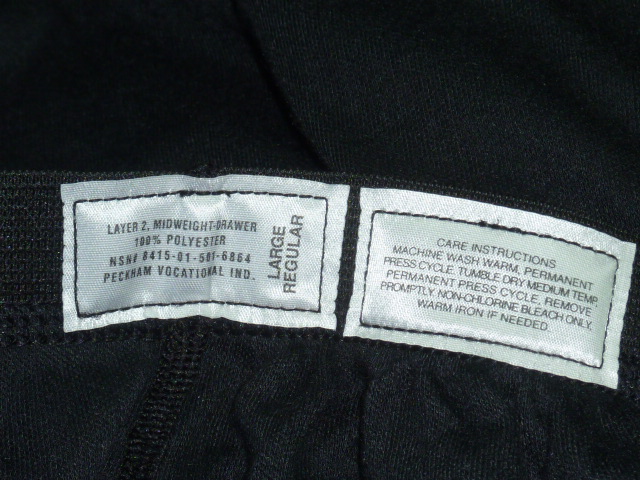 LAYER 2, MIDWEIGHT-DRAWER
100% POLYESTER
NSN# 8415-01-501-6864
PECKHAM VOCATIONAL IND.
LARGE
REGULAR
CARE INSTRUCTIONS
MACHINE WASH WARM, PERMANENT
PRESS CYCLE. TUMBLE DRY MEDIUM TEMP.
PERMANENT PRESS CYCLE, REMOVE
PROMPTLY. NON-CHLORINE BLEACH ONLY.
WARM IRON IF NEEDED.